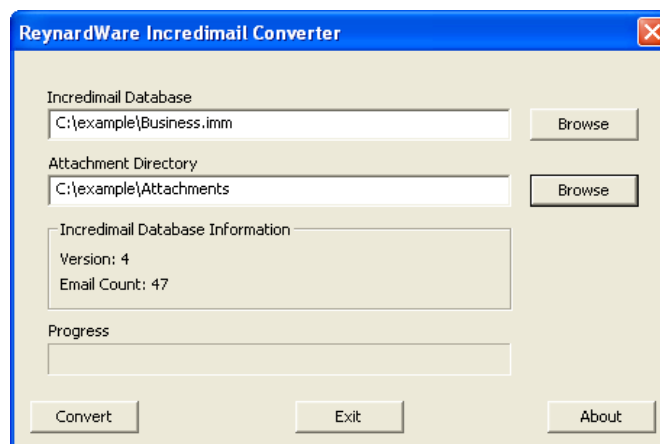 ReynardWare Incredimail Converter
Incredimail Database
C:\example\Business.imm
Browse
Attachment Directory
C:\example\Attachments
Browse
Incredimail Database Information
Version: 4
Email Count: 47
Progress
Convert
Exit
About